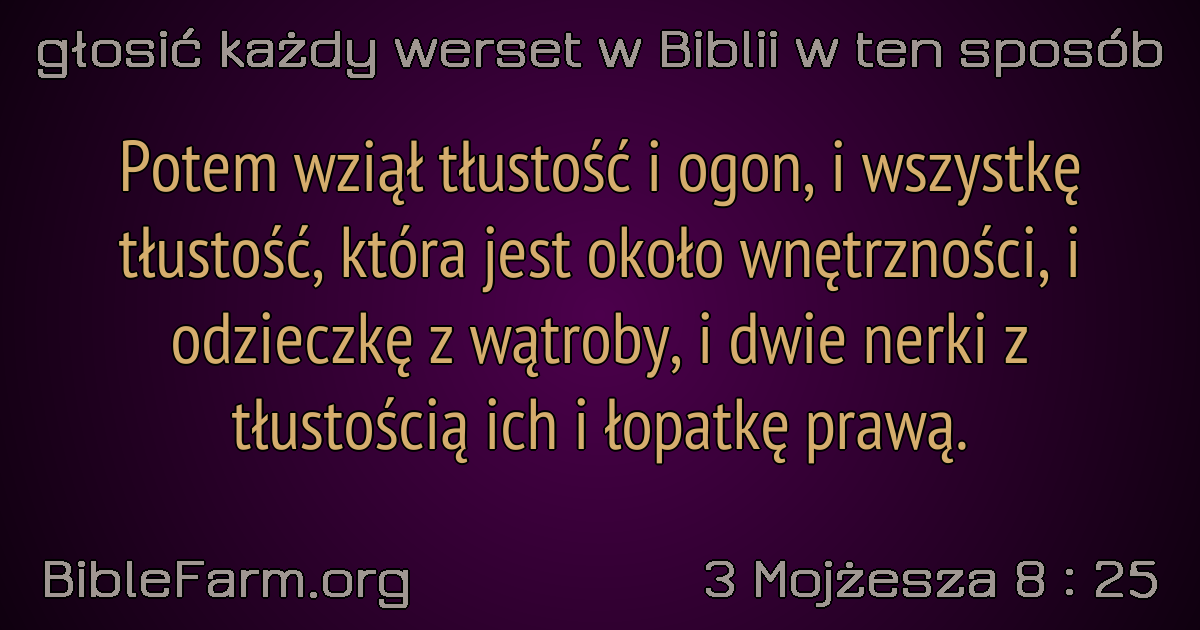 głosić każdy werset w Biblii w ten sposób
Potem wziął tłustość i ogon, i wszystkę
tłustość, która jest około wnętrzności, i
odzieczkę z wątroby, i dwie nerki z
tłustością ich i łopatkę prawą.
BibleFarm.org
3 Mojżesza 8 : 25